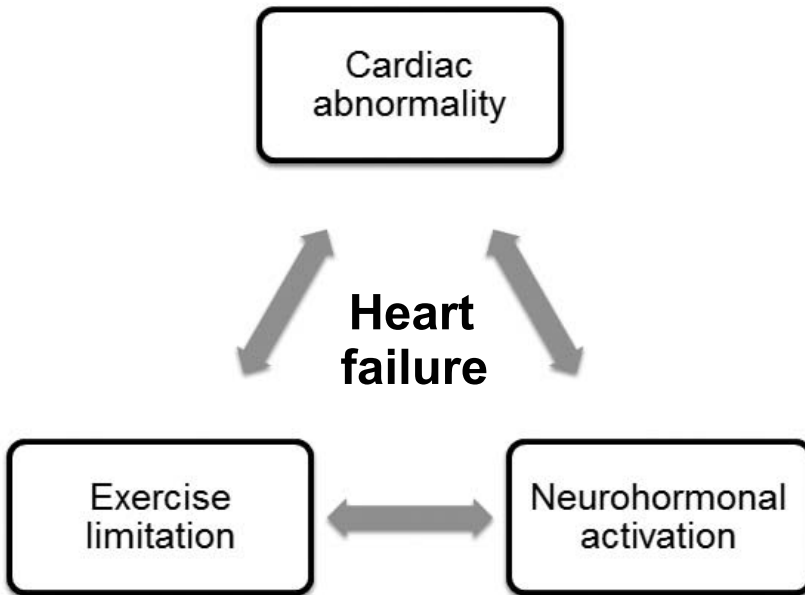 Cardiac
abnormality
Heart
failure
Exercise
limitation
Neurohormonal
activation